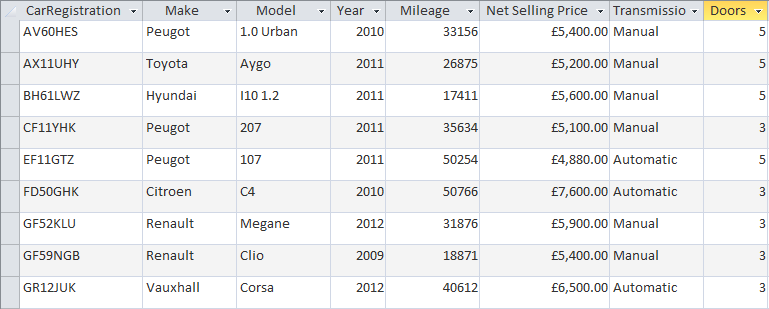 CarRegistration Make Model Year Mileage Net Selling Price Transmissio Doors
AV60HES Peugot 1.0 Urban 2010 33156 £5,400.00 Manual 5
AX11UHY Toyota Aygo 2011 26875 £5,200.00 Manual 5
BH61LWZ Hyundai I10 1.2 2011 17411 £5,600.00 Manual 5
CF11YHK Peugot 207 2011 35634 £5,100.00 Manual 3
EF11GTZ Peugot 107 2011 50254 £4,880.00 Automatic 5
FD50GHK Citroen C4 2010 50766 £7,600.00 Automatic 3
GF52KLU Renault Megane 2012 31876 £5,900.00 Manual 3
GF59NGB Renault Clio 2009 18871 £5,400.00 Manual 3
GR12JUK Vauxhall Corsa 2012 40612 £6,500.00 Automatic 3